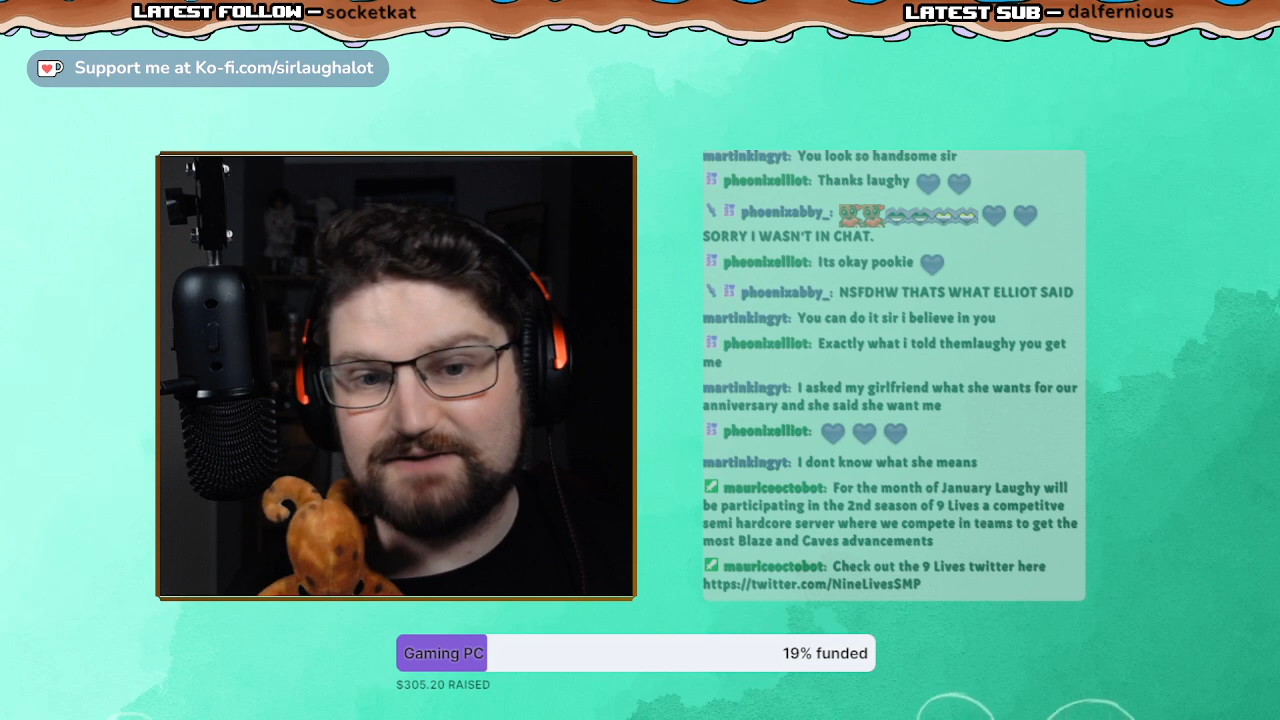 LATEST FOLLOW — socketkat
LATEST SUB — dalfernious
Support me at Ko-fi.com/sirlaughalot
martinkingyt: You look so handsome sir
pheonixelliot: Thanks laughy
phoenixabby_:
SORRY I WASN'T IN CHAT.
pheonixelliot: Its okay pookie
phoenixabby_: NSFDHW THATS WHAT ELLIOT SAID
martinkingyt: You can do it sir i believe in you
pheonixelliot: Exactly what i told themlaughy you get
me
martinkingyt: I asked my girlfriend what she wants for our
anniversary and she said she want me
pheonixelliot:
martinkingyt: I dont know what she means
mauriceoctobot: For the month of January Laughy will
be participating in the 2nd season of 9 Lives a competitve
semi hardcore server where we compete in teams to get the
most Blaze and Caves advancements
mauriceoctobot: Check out the 9 Lives twitter here
https://twitter.com/NineLivesSMP
Gaming PC
19% funded
$305.20 RAISED